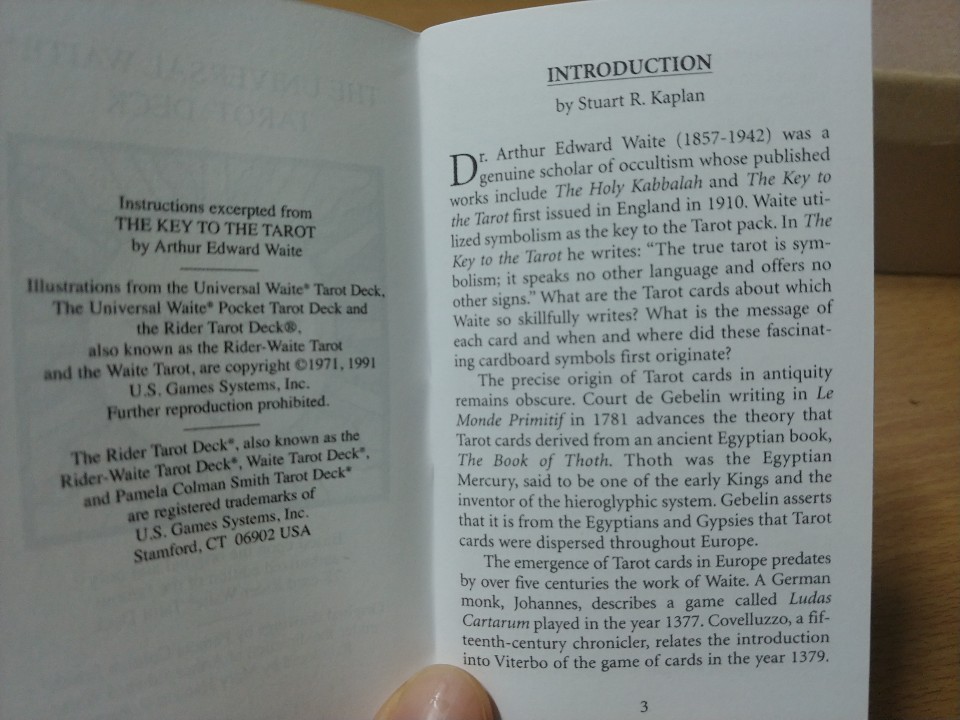 Instructions excerpted from
THE KEY TO THE TAROT
by Arthur Edward Waite
Illustrations from the Universal Waite® Tarot Deck,
The Universal Waite® Pocket Tarot Deck and
the Rider Tarot Deck®,
also known as the Rider-Waite Tarot
and the Waite Tarot, are copyright ©1971, 1991
U.S. Games Systems, Inc.
Further reproduction prohibited.
The Rider Tarot Deck®, also known as the
Rider-Waite Tarot Deck®, Waite Tarot Deck®,
and Pamela Colman Smith Tarot Deck®
are registered trademarks of
U.S. Games Systems, Inc.
Stamford, CT 06902 USA
INTRODUCTION
by Stuart R. Kaplan
Dr. Arthur Edward Waite (1857-1942) was a
genuine scholar of occultism whose published
works include The Holy Kabbalah and The Key to
the Tarot first issued in England in 1910. Waite uti-
lized symbolism as the key to the Tarot pack. In The
Key to the Tarot he writes: “The true tarot is sym-
bolism; it speaks no other language and offers no
other signs.” What are the Tarot cards about which
Waite so skillfully writes? What is the message of
each card and when and where did these fascinat-
ing cardboard symbols first originate?
The precise origin of Tarot cards in antiquity
remains obscure. Court de Gebelin writing in Le
Monde Primitif in 1781 advances the theory that
Tarot cards derived from an ancient Egyptian book,
The Book of Thoth. Thoth was the Egyptian
Mercury, said to be one of the early Kings and the
inventor of the hieroglyphic system. Gebelin asserts
that it is from the Egyptians and Gypsies that Tarot
cards were dispersed throughout Europe.
The emergence of Tarot cards in Europe predates
by over five centuries the work of Waite. A German
monk, Johannes, describes a game called Ludas
Cartarum played in the year 1377. Covelluzzo, a fif-
teenth-century chronicler, relates the introduction
into Viterbo of the game of cards in the year 1379.
3